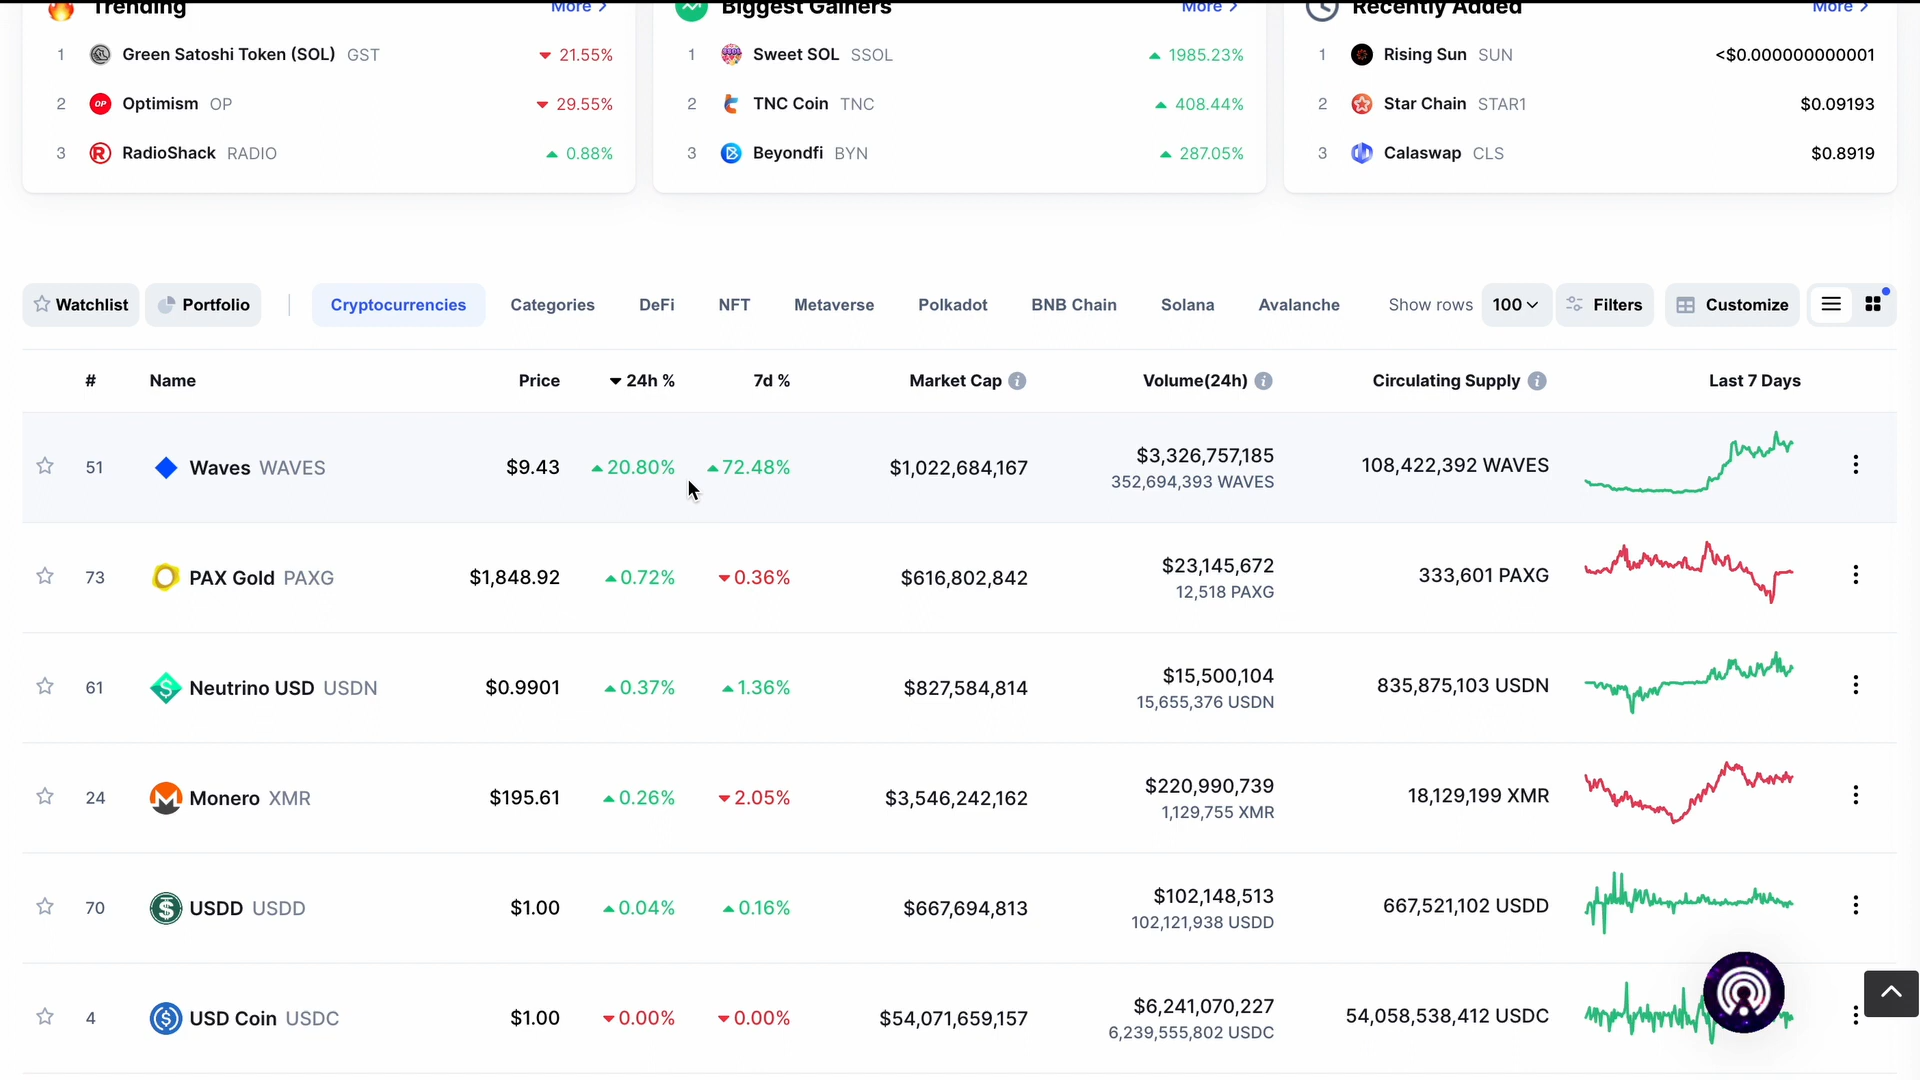 Trending More >
1 Green Satoshi Token (SOL) GST 21.55%
2 Optimism OP 29.55%
3 RadioShack RADIO 0.88%
Biggest Gainers More >
1 Sweet SOL SSOL 1985.23%
2 TNC Coin TNC 408.44%
3 Beyondfi BYN 287.05%
Recently Added More >
1 Rising Sun SUN <$0.000000000001
2 Star Chain STAR1 $0.09193
3 Calaswap CLS $0.8919
Watchlist Portfolio Cryptocurrencies Categories DeFi NFT Metaverse Polkadot BNB Chain Solana Avalanche Show rows 100 Filters Customize
# Name Price 24h % 7d % Market Cap Volume(24h) Circulating Supply Last 7 Days
51 Waves WAVES $9.43 20.80% 72.48% $1,022,684,167 $3,326,757,185 108,422,392 WAVES
352,694,393 WAVES
73 PAX Gold PAXG $1,848.92 0.72% 0.36% $616,802,842 $23,145,672 333,601 PAXG
12,518 PAXG
61 Neutrino USD USDN $0.9901 0.37% 1.36% $827,584,814 $15,500,104 835,875,103 USDN
15,655,376 USDN
24 Monero XMR $195.61 0.26% 2.05% $3,546,242,162 $220,990,739 18,129,199 XMR
1,129,755 XMR
70 USDD USDD $1.00 0.04% 0.16% $667,694,813 $102,148,513 667,521,102 USDD
102,121,938 USDD
4 USD Coin USDC $1.00 0.00% 0.00% $54,071,659,157 $6,241,070,227 54,058,538,412 USDC
6,239,555,802 USDC